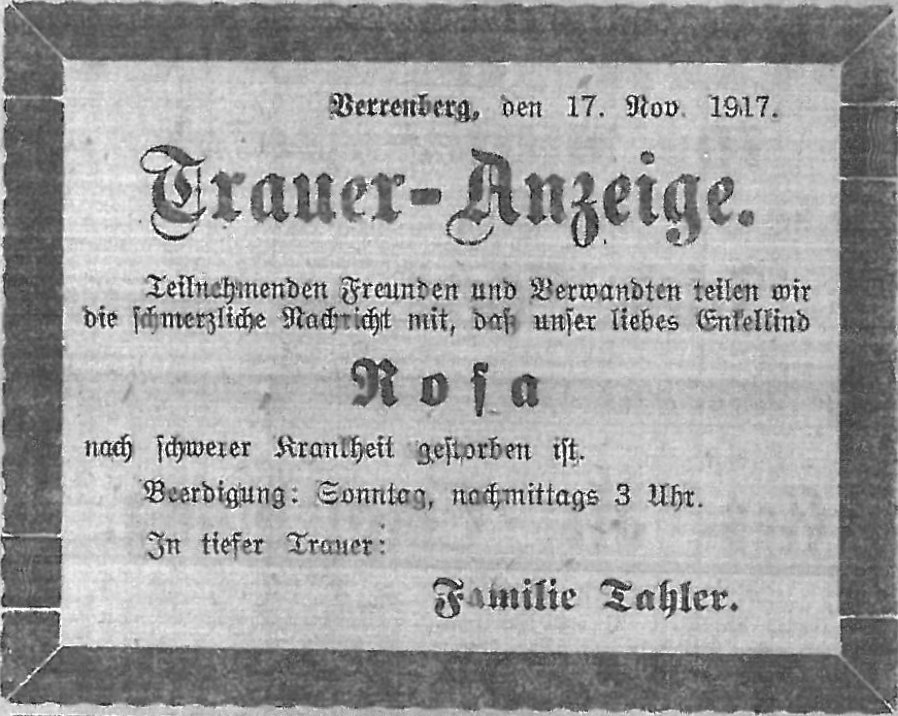 Verrenberg, den 17. Nov. 1917.
Trauer-Anzeige.
Teilnehmenden Freunden und Verwandten teilen wir
die schmerzliche Nachricht mit, daß unser liebes Enkelkind
Rosa
nach schwerer Krankheit gestorben ist.
Beerdigung: Sonntag, nachmittags 3 Uhr.
In tiefer Trauer:
Familie Tahler.